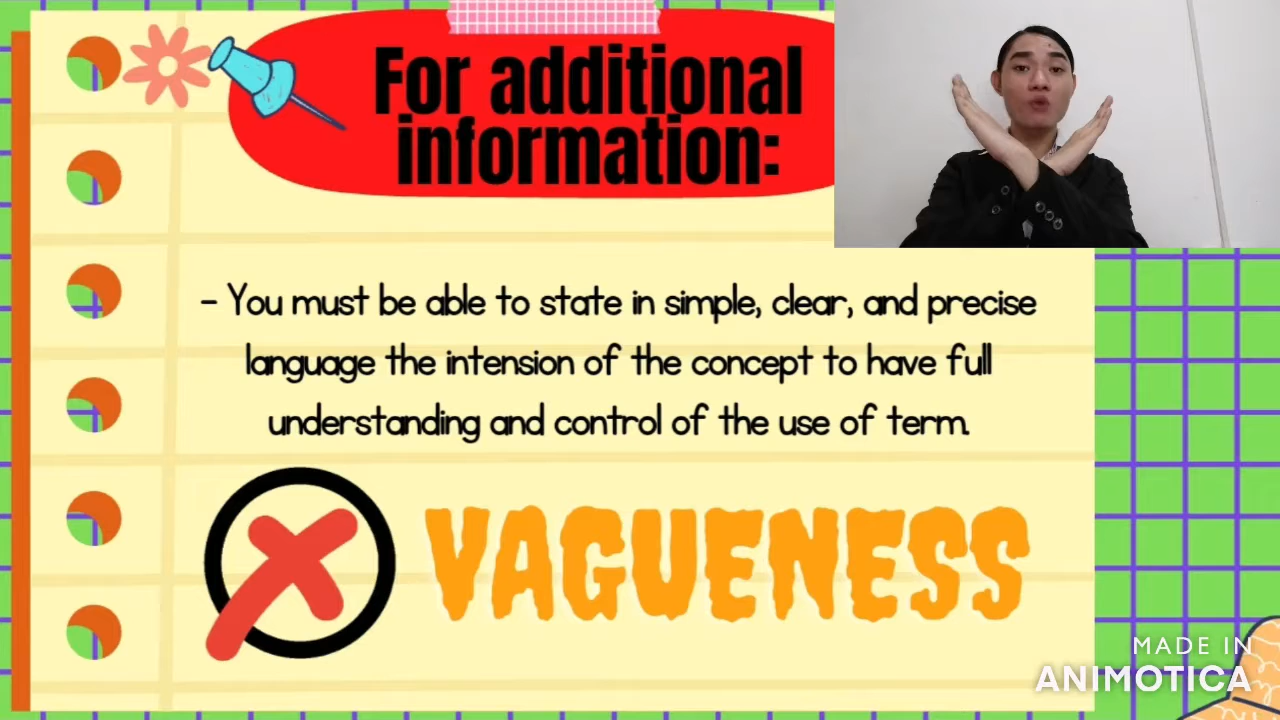 For additional
information:
- You must be able to state in simple, clear, and precise
language the intension of the concept to have full
understanding and control of the use of term.
VAGUENESS
MADE IN
ANIMOTICA